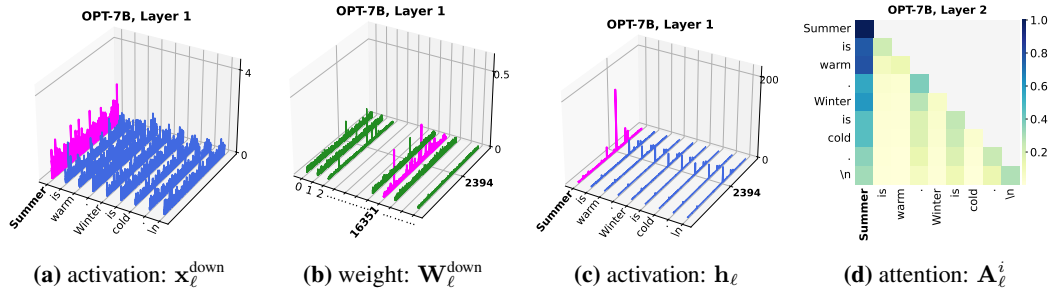 OPT-7B, Layer 1
4
0
Summer
is
warm
.
Winter
is
cold
.
\n
(a) activation: x_ℓ^down
OPT-7B, Layer 1
0.5
0
2394
0 1 2 ........ 16351 ........
(b) weight: W_ℓ^down
OPT-7B, Layer 1
200
0
2394
Summer
is
warm
.
Winter
is
cold
.
\n
(c) activation: h_ℓ
OPT-7B, Layer 2
Summer
is
warm
.
Winter
is
cold
.
\n
Summer
is
warm
.
Winter
is
cold
.
\n
1.0
0.8
0.6
0.4
0.2
(d) attention: A_ℓ^i